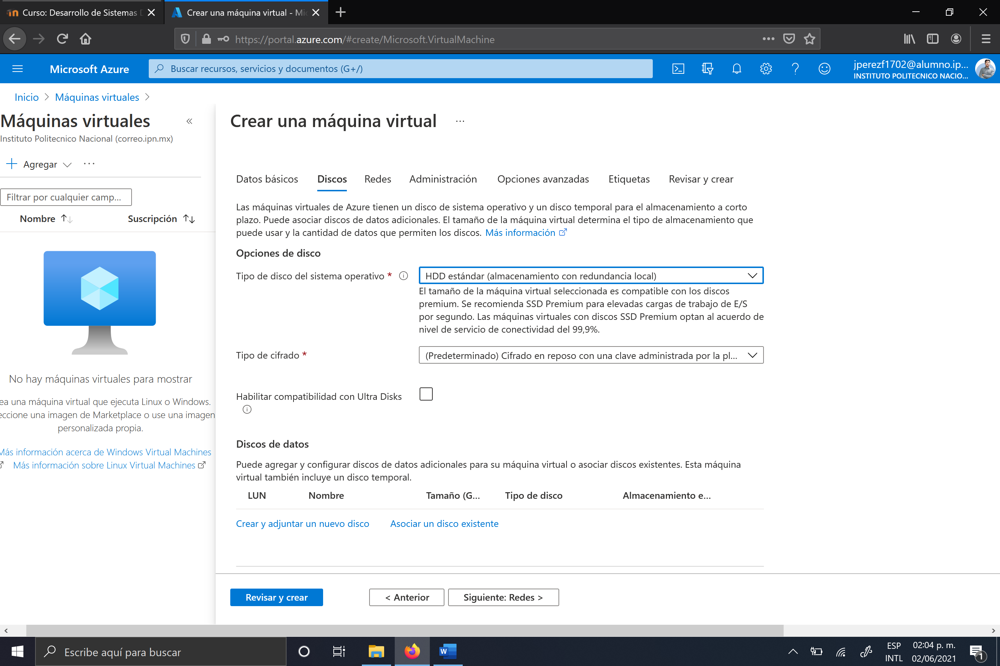 Curso: Desarrollo de Sistemas
Crear una máquina virtual - Mic
https://portal.azure.com/#create/Microsoft.VirtualMachine
Microsoft Azure
Buscar recursos, servicios y documentos (G+/)
jperezf1702@alumno.ip...
INSTITUTO POLITECNICO NACIO...
Inicio > Máquinas virtuales >
Máquinas virtuales «
Instituto Politecnico Nacional (correo.ipn.mx)
+ Agregar ...
Filtrar por cualquier camp...
Nombre ↑↓ Suscripción ↑↓
No hay máquinas virtuales para mostrar
ea una máquina virtual que ejecuta Linux o Windows.
eccione una imagen de Marketplace o use una imagen
personalizada propia.
Más información acerca de Windows Virtual Machines
Más información sobre Linux Virtual Machines
Crear una máquina virtual ...
Datos básicos Discos Redes Administración Opciones avanzadas Etiquetas Revisar y crear
Las máquinas virtuales de Azure tienen un disco de sistema operativo y un disco temporal para el almacenamiento a corto
plazo. Puede asociar discos de datos adicionales. El tamaño de la máquina virtual determina el tipo de almacenamiento que
puede usar y la cantidad de datos que permiten los discos. Más información
Opciones de disco
Tipo de disco del sistema operativo * HDD estándar (almacenamiento con redundancia local)
El tamaño de la máquina virtual seleccionada es compatible con los discos
premium. Se recomienda SSD Premium para elevadas cargas de trabajo de E/S
por segundo. Las máquinas virtuales con discos SSD Premium optan al acuerdo de
nivel de servicio de conectividad del 99,9%.
Tipo de cifrado * (Predeterminado) Cifrado en reposo con una clave administrada por la pl...
Habilitar compatibilidad con Ultra Disks
Discos de datos
Puede agregar y configurar discos de datos adicionales para su máquina virtual o asociar discos existentes. Esta máquina
virtual también incluye un disco temporal.
LUN Nombre Tamaño (G... Tipo de disco Almacenamiento e...
Crear y adjuntar un nuevo disco Asociar un disco existente
Revisar y crear < Anterior Siguiente: Redes >
Escribe aquí para buscar
ESP
INTL
02:04 p. m.
02/06/2021
1